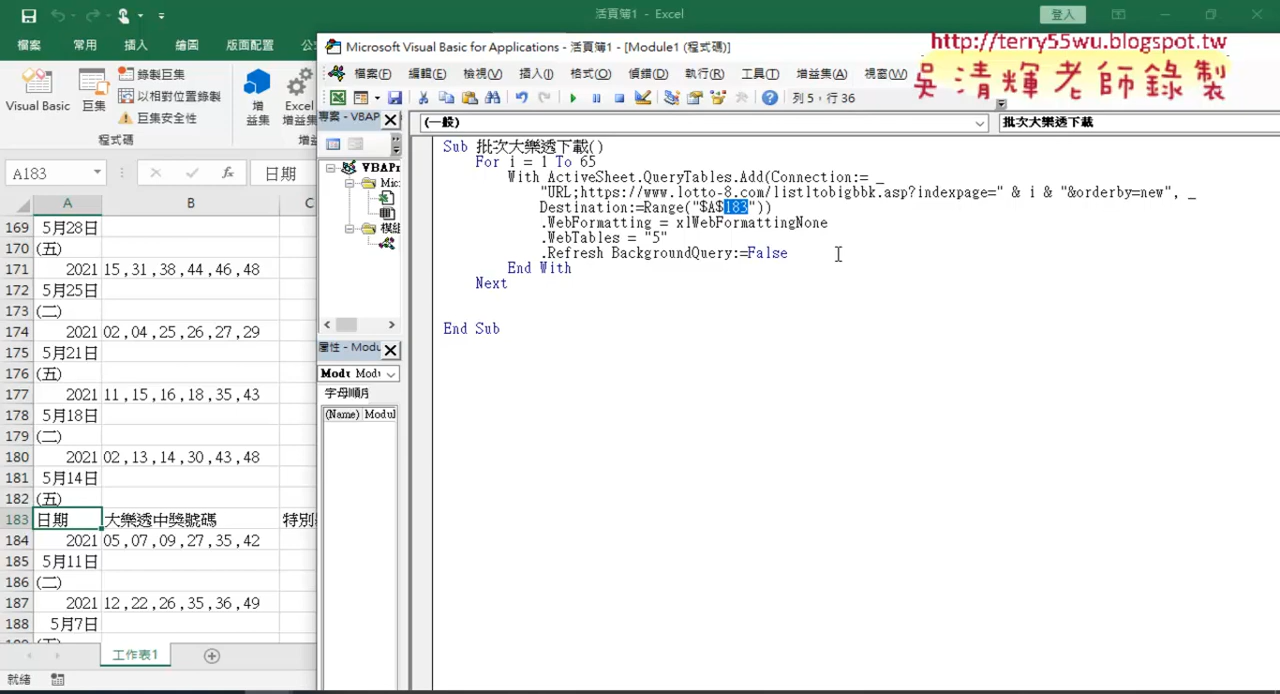 活頁簿1 - Excel
登入
檔案
常用
插入
繪圖
版面配置
Visual Basic
巨集
錄製巨集
以相對位置錄製
巨集安全性
程式碼
增益集
Excel
增益集
A183
fx
日期
A
B
C
169 5月28日
170 (五)
171 2021 15,31,38,44,46,48
172 5月25日
173 (二)
174 2021 02,04,25,26,27,29
175 5月21日
176 (五)
177 2021 11,15,16,18,35,43
178 5月18日
179 (二)
180 2021 02,13,14,30,43,48
181 5月14日
182 (五)
183 日期 大樂透中獎號碼
184 2021 05,07,09,27,35,42
185 5月11日
186 (二)
187 2021 12,22,26,35,36,49
188 5月7日
工作表1
就緒
Microsoft Visual Basic for Applications - 活頁簿1 - [Module1 (程式碼)]
http://terry55wu.blogspot.tw
吳清輝老師錄製
檔案(F) 編輯(E) 檢視(V) 插入(I) 格式(O) 偵錯(D) 執行(R) 工具(T) 增益集(A) 視窗(W)
列 5，行 36
專案 - VBAP
VBAPr
Mic
模組
屬性 - Modu
字母順序
(Name) Modul
(一般)
批次大樂透下載
Sub 批次大樂透下載()
For i = 1 To 65
With ActiveSheet.QueryTables.Add(Connection:= _
"URL;https://www.lotto-8.com/listltobigbbk.asp?indexpage=" & i & "&orderby=new", _
Destination:=Range("$A$183"))
.WebFormatting = xlWebFormattingNone
.WebTables = "5"
.Refresh BackgroundQuery:=False
End With
Next
End Sub